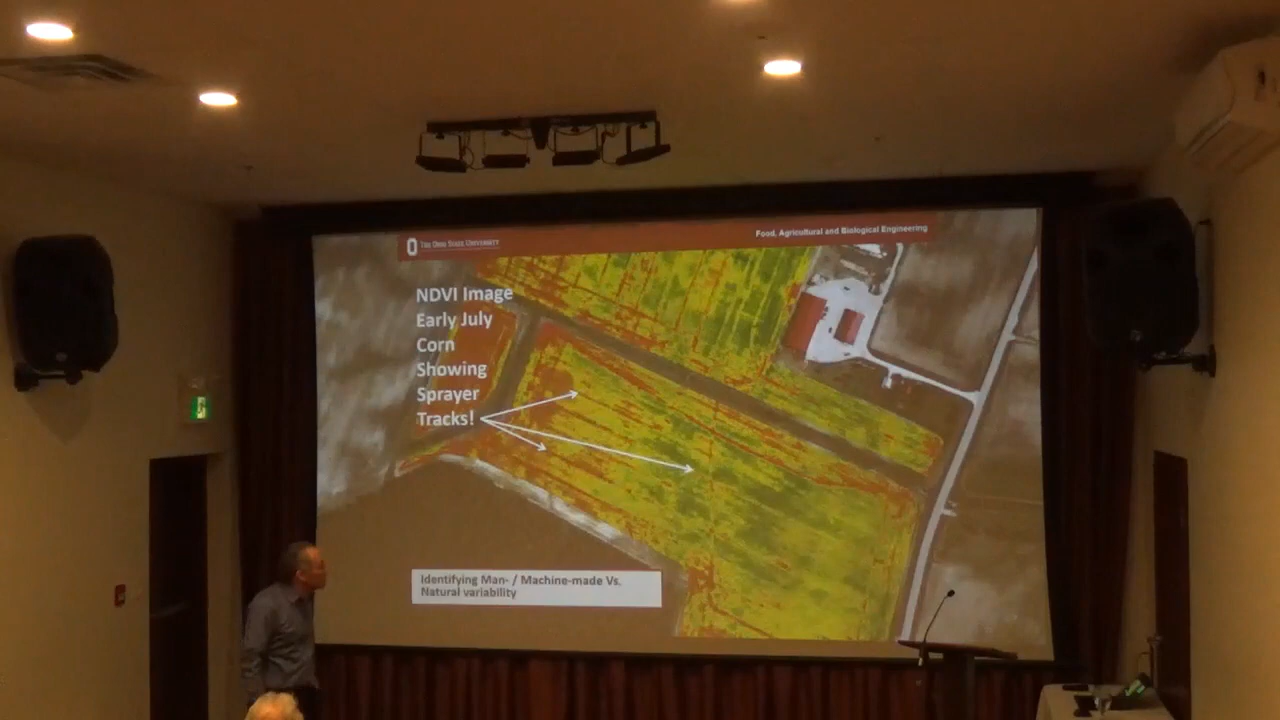 THE OHIO STATE UNIVERSITY
Food, Agricultural and Biological Engineering
NDVI Image
Early July
Corn
Showing
Sprayer
Tracks!
Identifying Man- / Machine-made Vs.
Natural variability